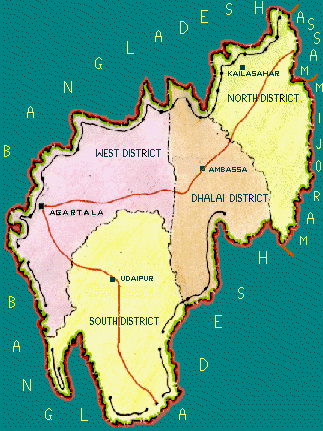 BANGLADESH
ASSAM
MIJORAM
KAILASAHAR
NORTH DISTRICT
WEST DISTRICT
AMBASSA
DHALAI DISTRICT
AGARTALA
UDAIPUR
SOUTH DISTRICT
BANGLADESH